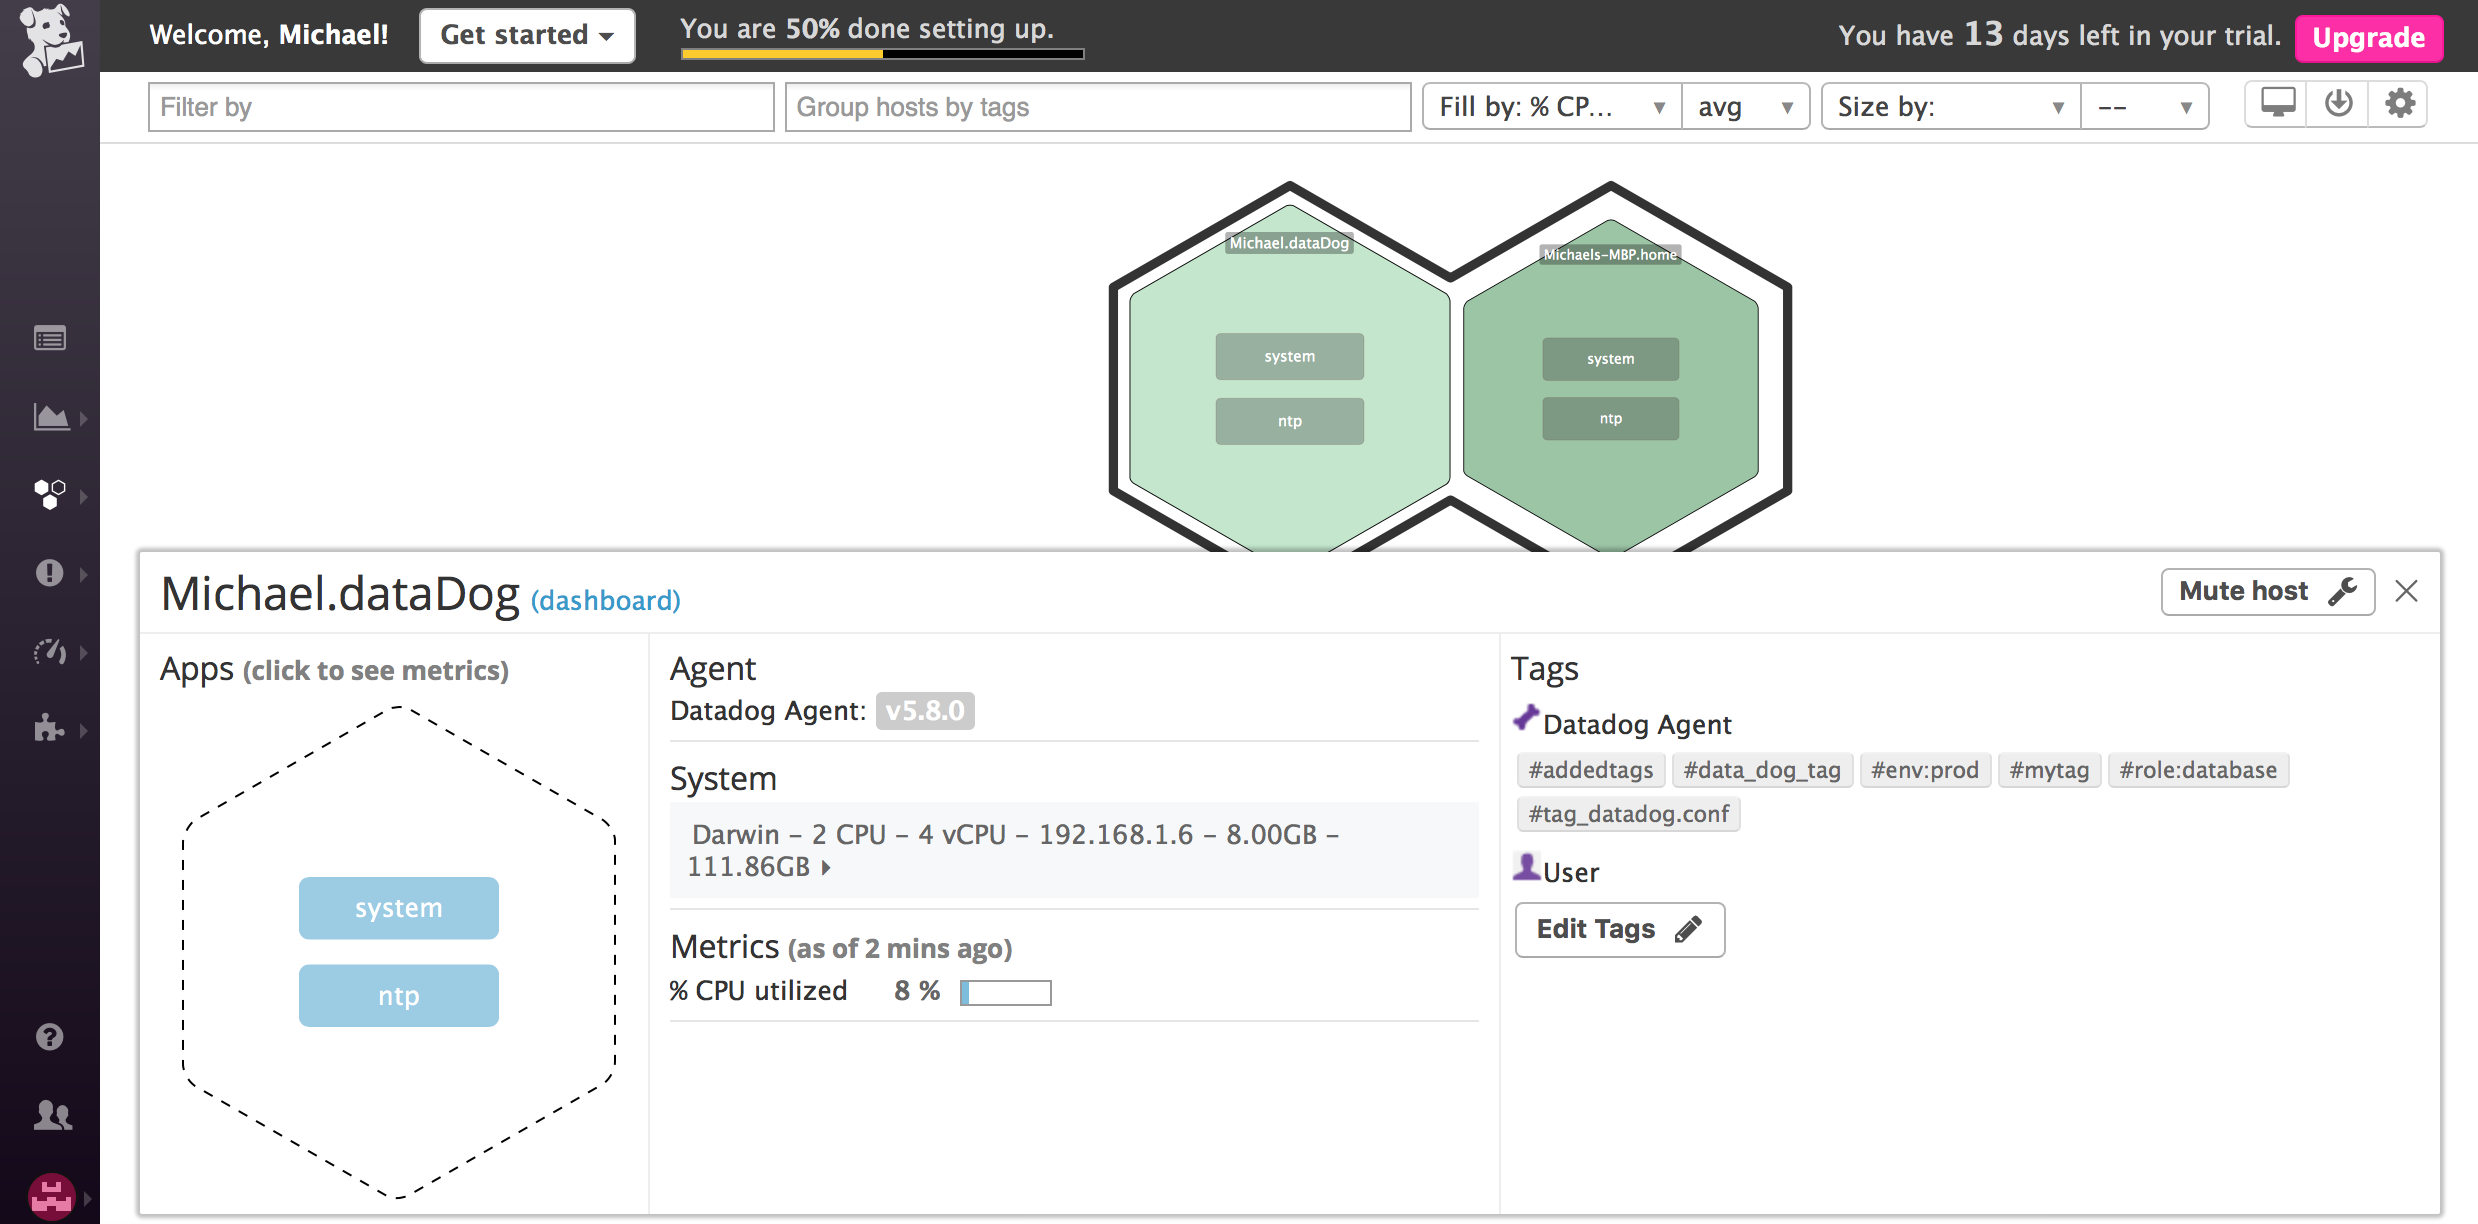 Welcome, Michael!
Get started
You are 50% done setting up.
You have 13 days left in your trial.
Upgrade
Filter by
Group hosts by tags
Fill by: % CP...
avg
Size by:
--
Michael.dataDog
system
ntp
Michaels-MBP.home
system
ntp
Michael.dataDog (dashboard)
Mute host
Apps (click to see metrics)
system
ntp
Agent
Datadog Agent: v5.8.0
System
Darwin - 2 CPU - 4 vCPU - 192.168.1.6 - 8.00GB -
111.86GB
Metrics (as of 2 mins ago)
% CPU utilized 8 %
Tags
Datadog Agent
#addedtags #data_dog_tag #env:prod #mytag #role:database
#tag_datadog.conf
User
Edit Tags